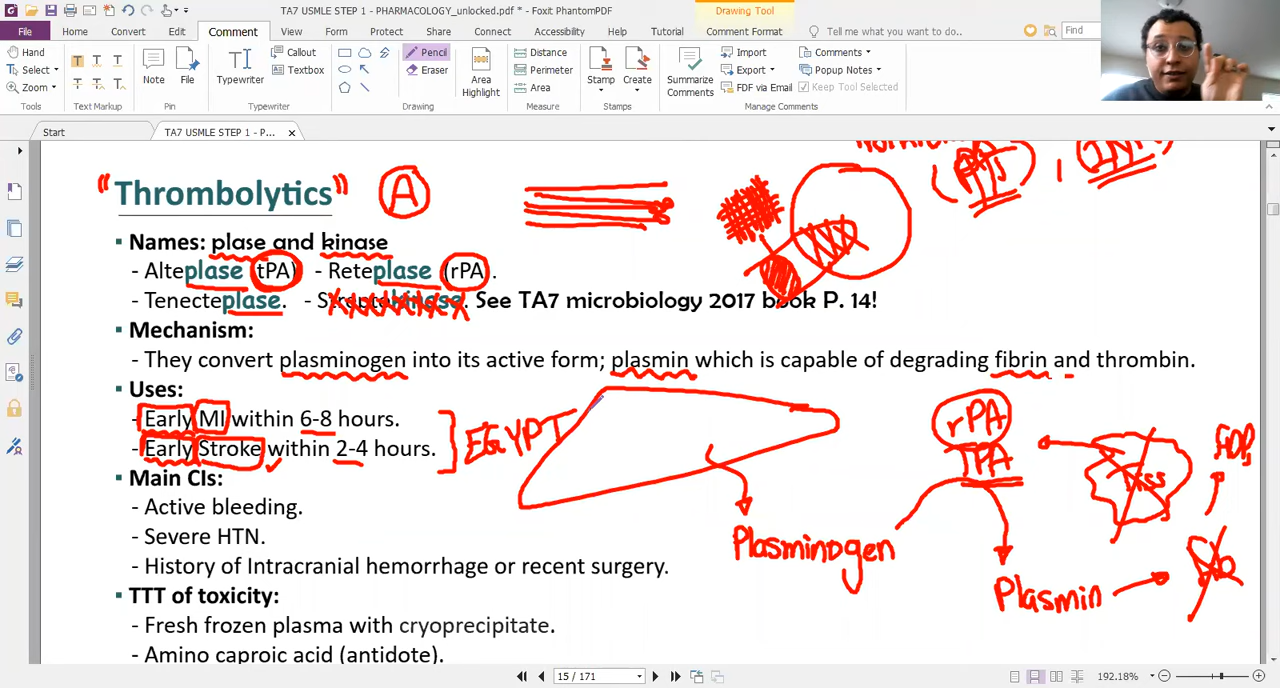 TA7 USMLE STEP 1 - PHARMACOLOGY_unlocked.pdf * - Foxit PhantomPDF
Drawing Tool
File Home Convert Edit Comment View Form Protect Share Connect Accessibility Help Tutorial Comment Format Tell me what you want to do.. Find
Hand
Select
Zoom
Tools
T T T
T T T
Text Markup
Note
File
Pin
Typewriter
Callout
Textbox
Typewriter
Pencil
Eraser
Drawing
Area Highlight
Distance
Perimeter
Area
Measure
Stamp
Create
Stamps
Summarize Comments
Import
Export
FDF via Email
Comments
Popup Notes
Keep Tool Selected
Manage Comments
Start TA7 USMLE STEP 1 - P...
"Thrombolytics" A
Names: plase and kinase
- Alteplase (tPA) - Reteplase (rPA).
- Tenecteplase. - Streptokinase. See TA7 microbiology 2017 book P. 14!
Mechanism:
- They convert plasminogen into its active form; plasmin which is capable of degrading fibrin and thrombin.
Uses:
- Early MI within 6-8 hours.
- Early Stroke within 2-4 hours.
EGYPT
rPA
TPA
Plasminogen
Plasmin
Main CIs:
- Active bleeding.
- Severe HTN.
- History of Intracranial hemorrhage or recent surgery.
TTT of toxicity:
- Fresh frozen plasma with cryoprecipitate.
- Amino caproic acid (antidote).
15 / 171
192.18%